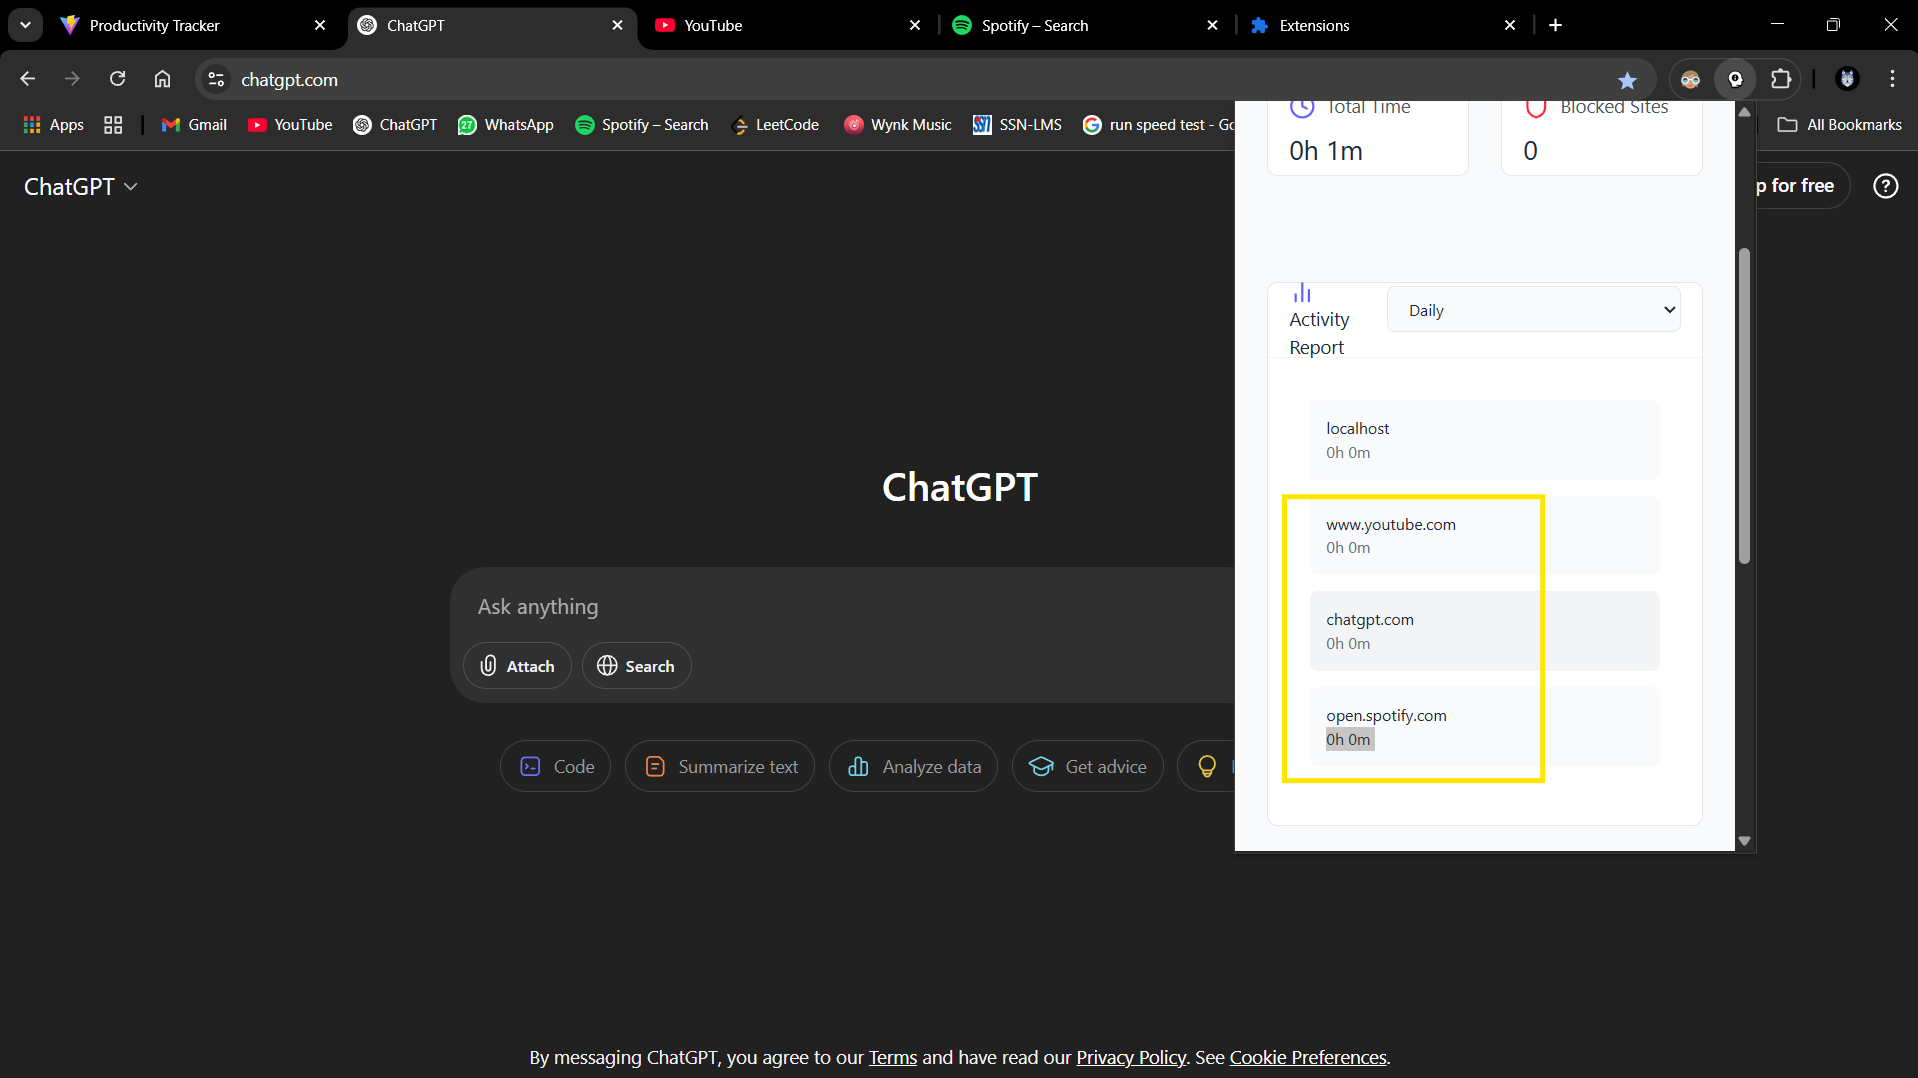 Productivity Tracker
ChatGPT
YouTube
Spotify – Search
Extensions
chatgpt.com
Apps
Gmail
YouTube
ChatGPT
27
WhatsApp
Spotify – Search
LeetCode
Wynk Music
SSN-LMS
run speed test - Go
All Bookmarks
ChatGPT
p for free
Total Time
0h 1m
Blocked Sites
0
Activity
Report
Daily
localhost
0h 0m
www.youtube.com
0h 0m
chatgpt.com
0h 0m
open.spotify.com
0h 0m
ChatGPT
Ask anything
Attach
Search
Code
Summarize text
Analyze data
Get advice
By messaging ChatGPT, you agree to our Terms and have read our Privacy Policy. See Cookie Preferences.